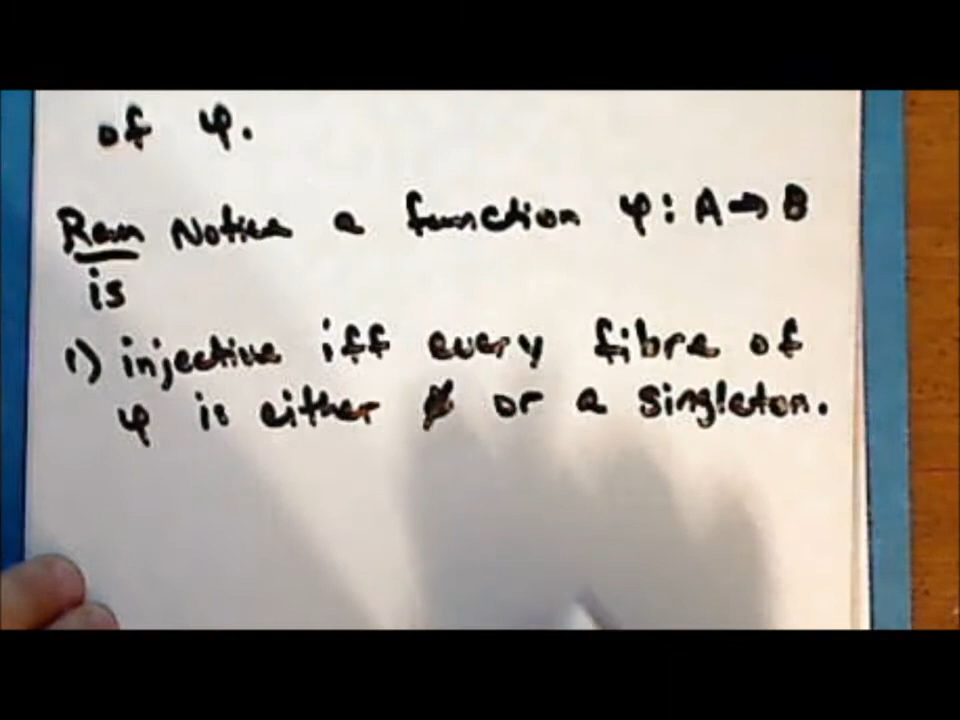 of φ.
Rem Notice a function φ: A → B
is
1) injective iff every fibre of
φ is either ∅ or a singleton.